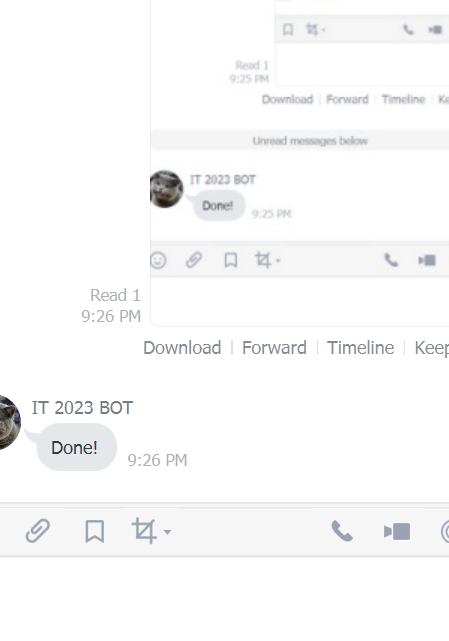 Read 1
9:25 PM
Download Forward Timeline Ke
Unread messages below
IT 2023 BOT
Done!
9:25 PM
Read 1
9:26 PM
Download Forward Timeline Keep
IT 2023 BOT
Done!
9:26 PM